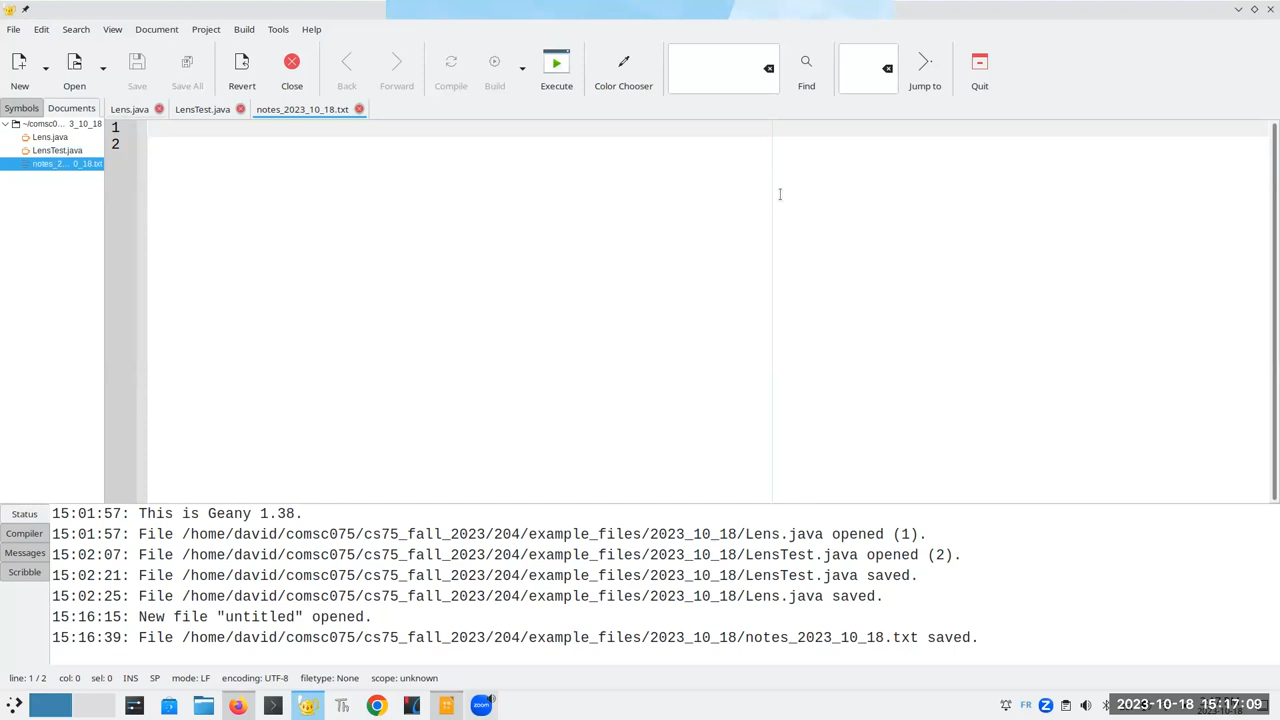 File Edit Search View Document Project Build Tools Help
New Open Save Save All Revert Close Back Forward Compile Build Execute Color Chooser Find Jump to Quit
Symbols Documents Lens.java LensTest.java notes_2023_10_18.txt
~/comsc0... 3_10_18
Lens.java
LensTest.java
notes_2... 0_18.txt
1
2
Status
Compiler
Messages
Scribble
15:01:57: This is Geany 1.38.
15:01:57: File /home/david/comsc075/cs75_fall_2023/204/example_files/2023_10_18/Lens.java opened (1).
15:02:07: File /home/david/comsc075/cs75_fall_2023/204/example_files/2023_10_18/LensTest.java opened (2).
15:02:21: File /home/david/comsc075/cs75_fall_2023/204/example_files/2023_10_18/LensTest.java saved.
15:02:25: File /home/david/comsc075/cs75_fall_2023/204/example_files/2023_10_18/Lens.java saved.
15:16:15: New file "untitled" opened.
15:16:39: File /home/david/comsc075/cs75_fall_2023/204/example_files/2023_10_18/notes_2023_10_18.txt saved.
line: 1 / 2 col: 0 sel: 0 INS SP mode: LF encoding: UTF-8 filetype: None scope: unknown
Th zoom FR Z 2023-10-18 15:17:09